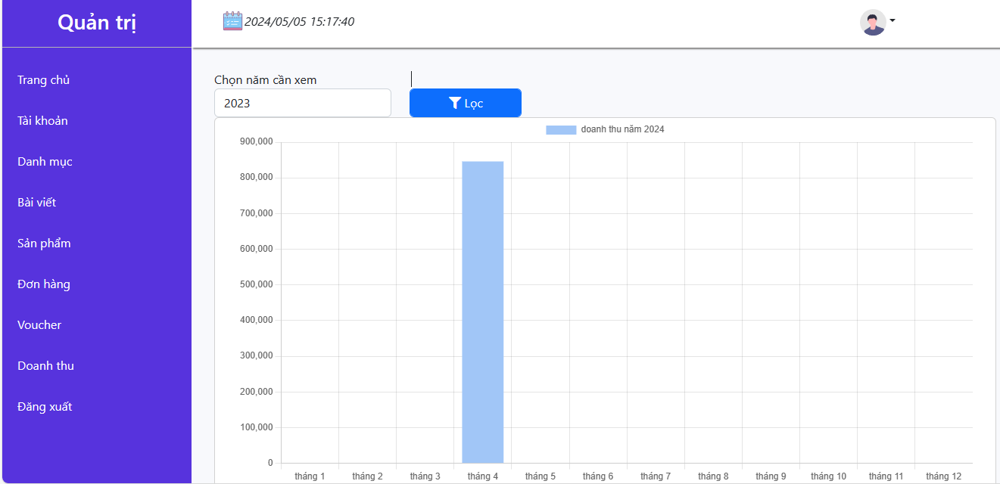 Quản trị
2024/05/05 15:17:40
Trang chủ
Tài khoản
Danh mục
Bài viết
Sản phẩm
Đơn hàng
Voucher
Doanh thu
Đăng xuất
Chọn năm cần xem
2023
Lọc
doanh thu năm 2024
900,000
800,000
700,000
600,000
500,000
400,000
300,000
200,000
100,000
0
tháng 1 tháng 2 tháng 3 tháng 4 tháng 5 tháng 6 tháng 7 tháng 8 tháng 9 tháng 10 tháng 11 tháng 12